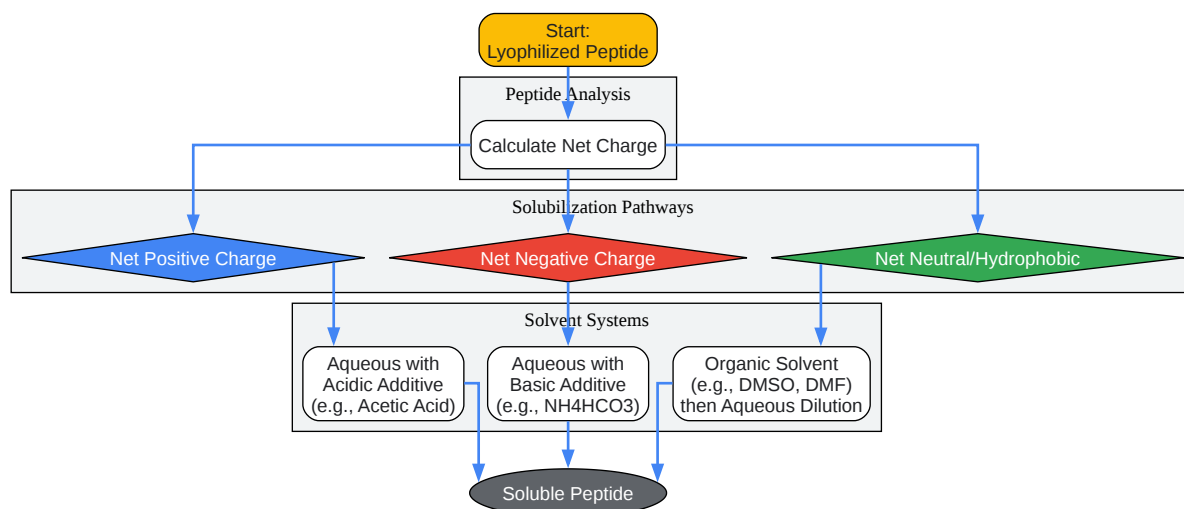 Start:
Lyophilized Peptide
Peptide Analysis
Calculate Net Charge
Solubilization Pathways
Net Positive Charge
Net Negative Charge
Net Neutral/Hydrophobic
Solvent Systems
Aqueous with
Acidic Additive
(e.g., Acetic Acid)
Aqueous with
Basic Additive
(e.g., NH4HCO3)
Organic Solvent
(e.g., DMSO, DMF)
then Aqueous Dilution
Soluble Peptide